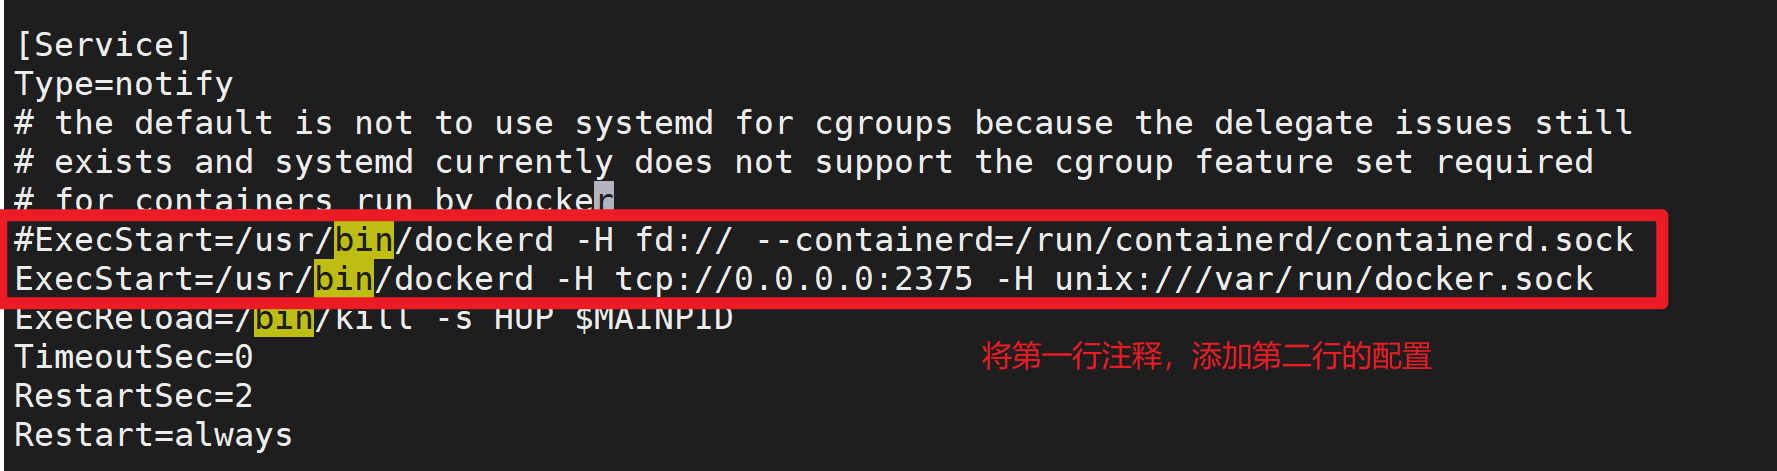 [Service]
Type=notify
# the default is not to use systemd for cgroups because the delegate issues still
# exists and systemd currently does not support the cgroup feature set required
# for containers run by docker
#ExecStart=/usr/bin/dockerd -H fd:// --containerd=/run/containerd/containerd.sock
ExecStart=/usr/bin/dockerd -H tcp://0.0.0.0:2375 -H unix:///var/run/docker.sock
ExecReload=/bin/kill -s HUP $MAINPID
TimeoutSec=0
将第一行注释，添加第二行的配置
RestartSec=2
Restart=always